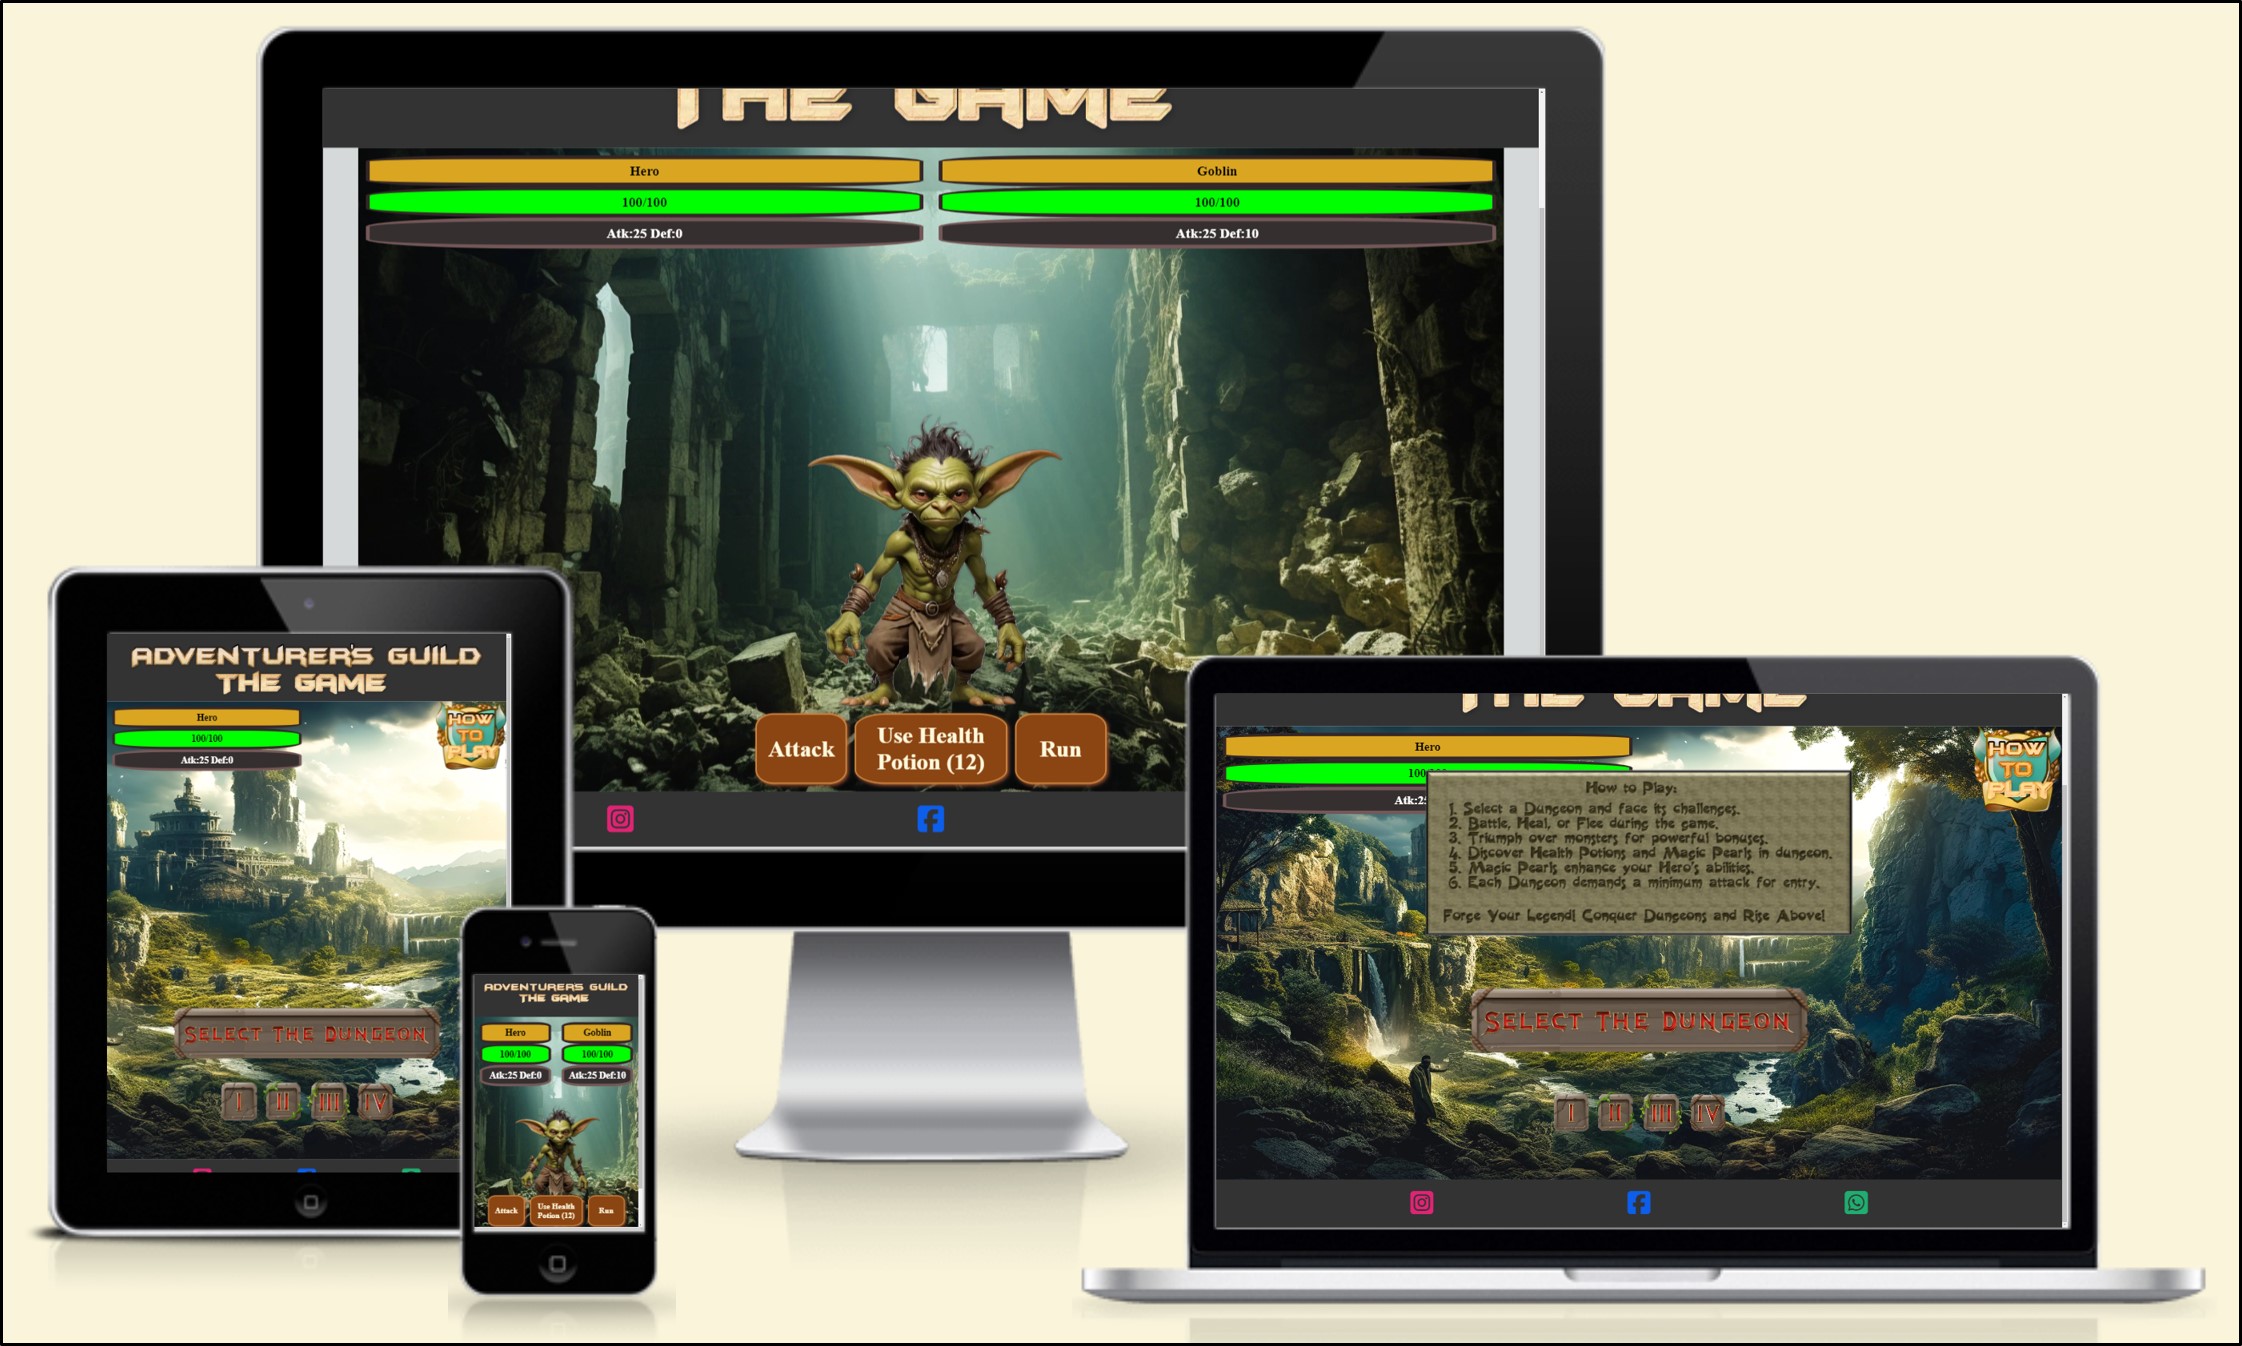 THE GAME
Hero
Goblin
100/100
100/100
Atk:25 Def:0
Atk:25 Def:10
Attack
Use Health
Potion (12)
Run
ADVENTURER'S GUILD
THE GAME
Hero
100/100
Atk:25 Def:0
HOW
TO
PLAY
SELECT THE DUNGEON
I II III IV
ADVENTURER'S GUILD
THE GAME
Hero
Goblin
100/100
100/100
Atk:25 Def:0
Atk:25 Def:10
Attack
Use Health
Potion (12)
Run
THE GAME
Hero
100
Atk:2
HOW
TO
PLAY
How to Play:
1. Select a Dungeon and face its challenges.
2. Battle, Heal, or Flee during the game.
3. Triumph over monsters for powerful bonuses.
4. Discover Health Potions and Magic Pearls in dungeon.
5. Magic Pearls enhance your Hero's abilities.
6. Each Dungeon demands a minimum attack for entry.
Forge Your Legend! Conquer Dungeons and Rise Above!
SELECT THE DUNGEON
I II III IV